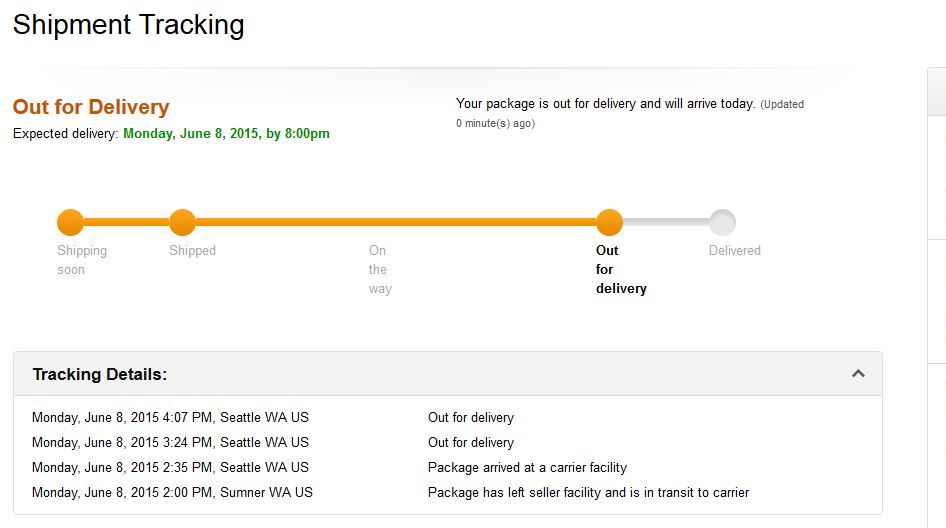 Shipment Tracking
Out for Delivery
Expected delivery: Monday, June 8, 2015, by 8:00pm
Your package is out for delivery and will arrive today. (Updated
0 minute(s) ago)
Shipping
soon
Shipped
On
the
way
Out
for
delivery
Delivered
Tracking Details:
Monday, June 8, 2015 4:07 PM, Seattle WA US Out for delivery
Monday, June 8, 2015 3:24 PM, Seattle WA US Out for delivery
Monday, June 8, 2015 2:35 PM, Seattle WA US Package arrived at a carrier facility
Monday, June 8, 2015 2:00 PM, Sumner WA US Package has left seller facility and is in transit to carrier